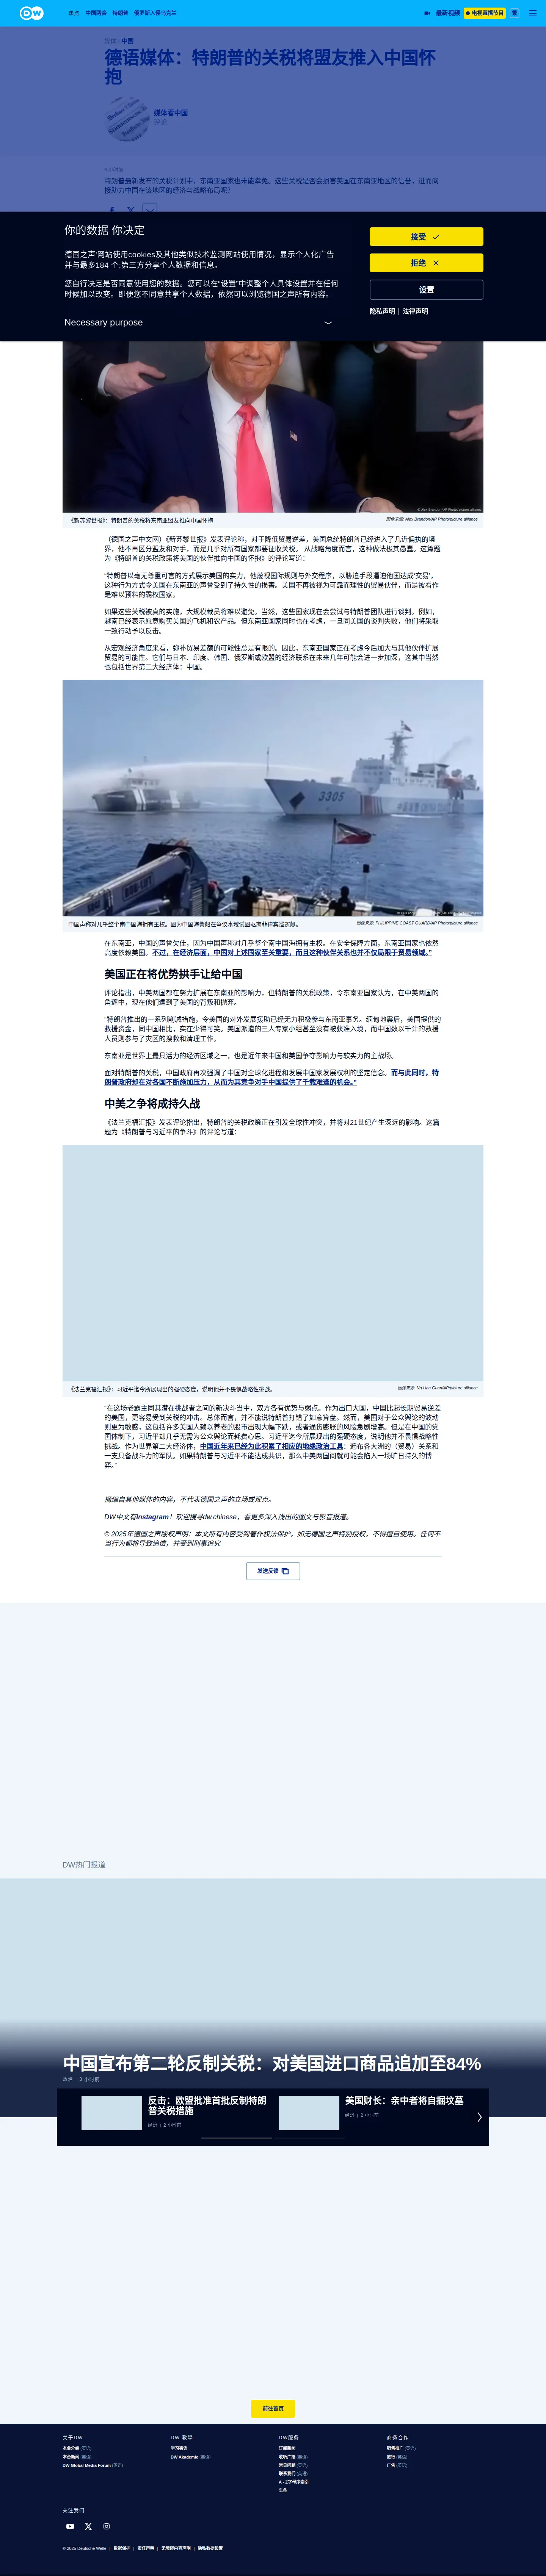 DW
焦点 中国两会 特朗普 俄罗斯入侵乌克兰
最新视频 电视直播节目 繁
媒体 | 中国
德语媒体：特朗普的关税将盟友推入中国怀
抱
媒体看中国
评论
特朗普最新发布的关税计划中，东南亚国家也未能幸免。这些关税是否会损害美国在东南亚地区的信誉，进而间
接助力中国在该地区的经济与战略布局呢？
你的数据 你决定
德国之声'网站使用cookies及其他类似技术监测网站使用情况，显示个人化广告
并与最多184 个,第三方分享个人数据和信息。
您自行决定是否同意使用您的数据。您可以在“设置”中调整个人具体设置并在任何
时候加以改变。即便您不同意共享个人数据，依然可以浏览德国之声所有内容。
Necessary purpose
接受
拒绝
设置
隐私声明 | 法律声明
© Alex Brandon/AP Photo/picture alliance
《新苏黎世报》：特朗普的关税将东南亚盟友推向中国怀抱
图像来源: Alex Brandon/AP Photo/picture alliance
（德国之声中文网）《新苏黎世报》发表评论称，对于降低贸易逆差，美国总统特朗普已经进入了几近偏执的境
界，他不再区分盟友和对手，而是几乎对所有国家都要征收关税。 从战略角度而言，这种做法极其愚蠢。这篇题
为《特朗普的关税政策将美国的伙伴推向中国的怀抱》的评论写道：
“特朗普以毫无尊重可言的方式展示美国的实力，他蔑视国际规则与外交程序，以胁迫手段逼迫他国达成‘交易’，
这种行为方式令美国在东南亚的声誉受到了持久性的损害。美国不再被视为可靠而理性的贸易伙伴，而是被看作
是难以预料的霸权国家。
如果这些关税被真的实施，大规模裁员将难以避免。当然，这些国家现在会尝试与特朗普团队进行谈判。例如，
越南已经表示愿意购买美国的飞机和农产品。但东南亚国家同时也在考虑，一旦同美国的谈判失败，他们将采取
一致行动予以反击。
从宏观经济角度来看，弥补贸易差额的可能性总是有限的。因此，东南亚国家正在考虑今后加大与其他伙伴扩展
贸易的可能性。它们与日本、印度、韩国、俄罗斯或欧盟的经济联系在未来几年可能会进一步加深，这其中当然
也包括世界第二大经济体：中国。
3305
中国声称对几乎整个南中国海拥有主权。图为中国海警船在争议水域试图驱离菲律宾巡逻艇。
图像来源: PHILIPPINE COAST GUARD/AP Photo/picture alliance
在东南亚，中国的声誉欠佳，因为中国声称对几乎整个南中国海拥有主权。在安全保障方面，东南亚国家也依然
高度依赖美国。不过，在经济层面，中国对上述国家至关重要，而且这种伙伴关系也并不仅局限于贸易领域。”
美国正在将优势拱手让给中国
评论指出，中美两国都在努力扩展在东南亚的影响力，但特朗普的关税政策，令东南亚国家认为，在中美两国的
角逐中，现在他们遭到了美国的背叛和抛弃。
“特朗普推出的一系列削减措施，令美国的对外发展援助已经无力积极参与东南亚事务。缅甸地震后，美国提供的
救援资金，同中国相比，实在少得可笑。美国派遣的三人专家小组甚至没有被获准入境，而中国数以千计的救援
人员则参与了灾区的搜救和清理工作。
东南亚是世界上最具活力的经济区域之一，也是近年来中国和美国争夺影响力与软实力的主战场。
面对特朗普的关税，中国政府再次强调了中国对全球化进程和发展中国家发展权利的坚定信念。而与此同时，特
朗普政府却在对各国不断施加压力，从而为其竞争对手中国提供了千载难逢的机会。”
中美之争将成持久战
《法兰克福汇报》发表评论指出，特朗普的关税政策正在引发全球性冲突，并将对21世纪产生深远的影响。这篇
题为《特朗普与习近平的斗争》的评论写道：
《法兰克福汇报》：习近平迄今所展现出的强硬态度，说明他并不畏惧战略性挑战。
图像来源: Ng Han Guan/AP/picture alliance
“在这场老霸主同其潜在挑战者之间的新决斗当中，双方各有优势与弱点。作为出口大国，中国比起长期贸易逆差
的美国，更容易受到关税的冲击。总体而言，并不能说特朗普打错了如意算盘。然而，美国对于公众舆论的波动
则更为敏感，这包括许多美国人赖以养老的股市出现大幅下跌，或者通货膨胀的风险急剧增高。但是在中国的党
国体制下，习近平却几乎无需为公众舆论而耗费心思。习近平迄今所展现出的强硬态度，说明他并不畏惧战略性
挑战。作为世界第二大经济体，中国近年来已经为此积累了相应的地缘政治工具：遍布各大洲的（贸易）关系和
一支具备战斗力的军队。如果特朗普与习近平不能达成共识，那么中美两国间就可能会陷入一场旷日持久的博
弈。”
摘编自其他媒体的内容，不代表德国之声的立场或观点。
DW中文有Instagram！欢迎搜寻dw.chinese，看更多深入浅出的图文与影音报道。
© 2025年德国之声版权声明：本文所有内容受到著作权法保护，如无德国之声特别授权，不得擅自使用。任何不
当行为都将导致追偿，并受到刑事追究
发送反馈
DW热门报道
中国宣布第二轮反制关税：对美国进口商品追加至84%
政治 | 3 小时前
反击：欧盟批准首批反制特朗
普关税措施
经济 | 2 小时前
美国财长：亲中者将自掘坟墓
经济 | 2 小时前
前往首页
关于DW
本台介绍 (英语)
本台新闻 (英语)
DW Global Media Forum (英语)
DW 教學
学习德语
DW Akademie (英语)
DW服务
订阅新闻
收听广播 (英语)
常见问题 (英语)
联系我们 (英语)
A - Z字母序索引
头条
商务合作
销售推广 (英语)
旅行 (英语)
广告 (英语)
关注我们
© 2025 Deutsche Welle | 数据保护 | 责任声明 | 无障碍内容声明 | 隐私数据设置